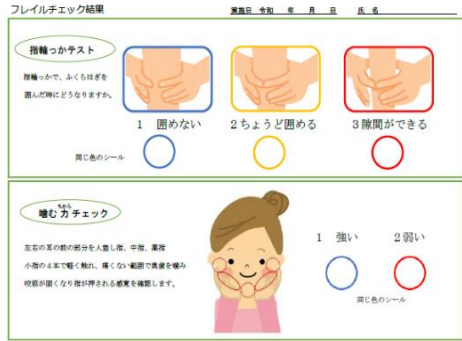 フレイルチェック結果 実施日 令和 年 月 日 氏 名
指輪っかテスト
指輪っかで、ふくらはぎを
囲んだ時にどうなりますか。
1 囲めない 2ちょうど囲める 3隙間ができる
同じ色のシール
ちから
噛む力チェック
左右の耳の前の部分を人差し指、中指、薬指
小指の4本で軽く触れ、痛くない範囲で奥歯を噛み
咬筋が固くなり指が押される感覚を確認します。
1 強い 2弱い
同じ色のシール